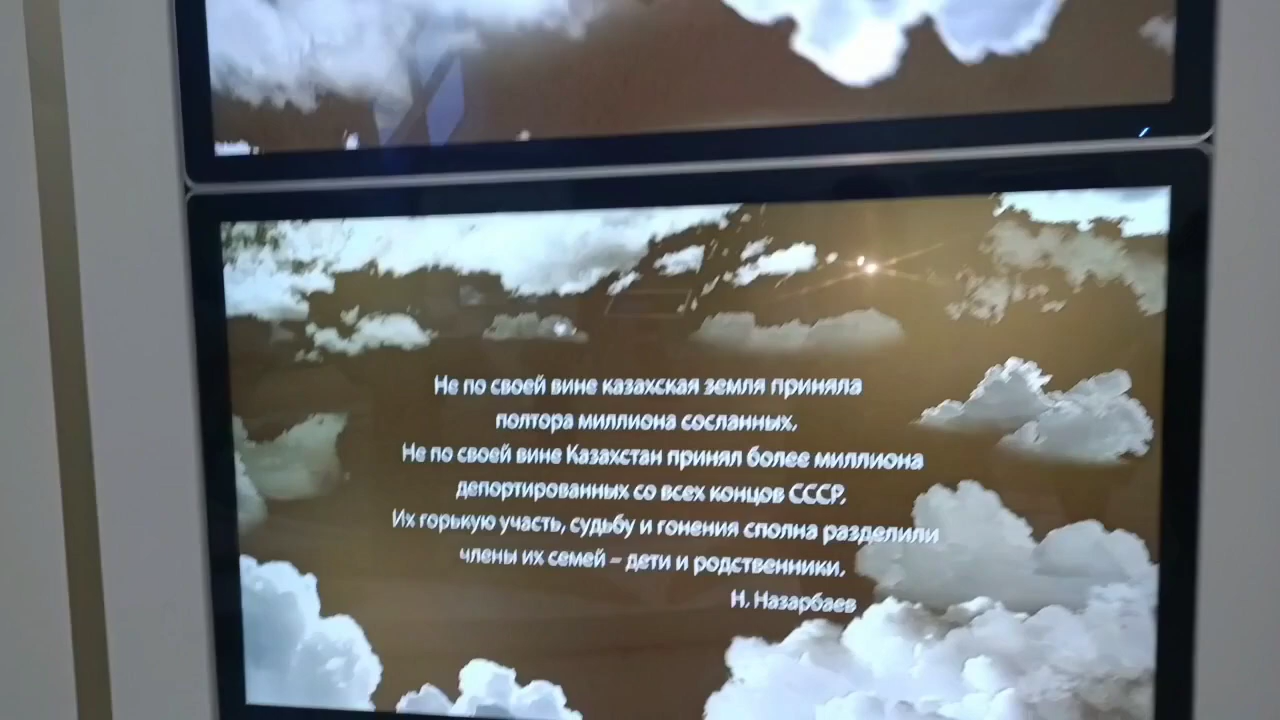 Не по своей вине казахская земля приняла
полтора миллиона сосланных.
Не по своей вине Казахстан принял более миллиона
депортированных со всех концов СССР.
Их горькую участь, судьбу и гонения сполна разделили
члены их семей – дети и родственники.
Н. Назарбаев